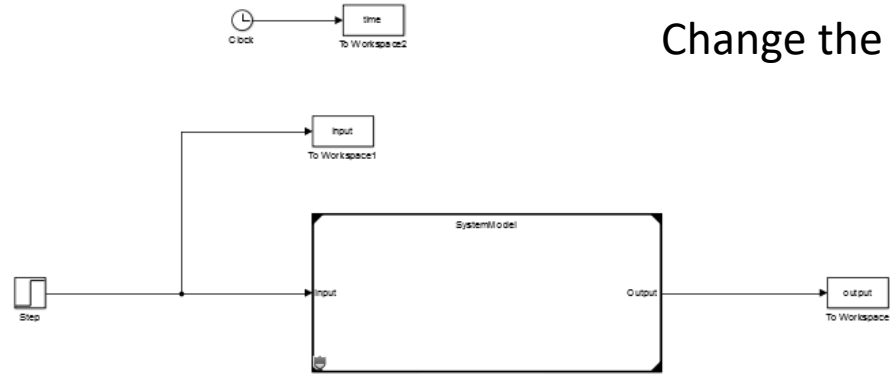 time
Clock
To Workspace2
Change the
Input
To Workspace1
SystemModel
Input
Output
output
Step
To Workspace